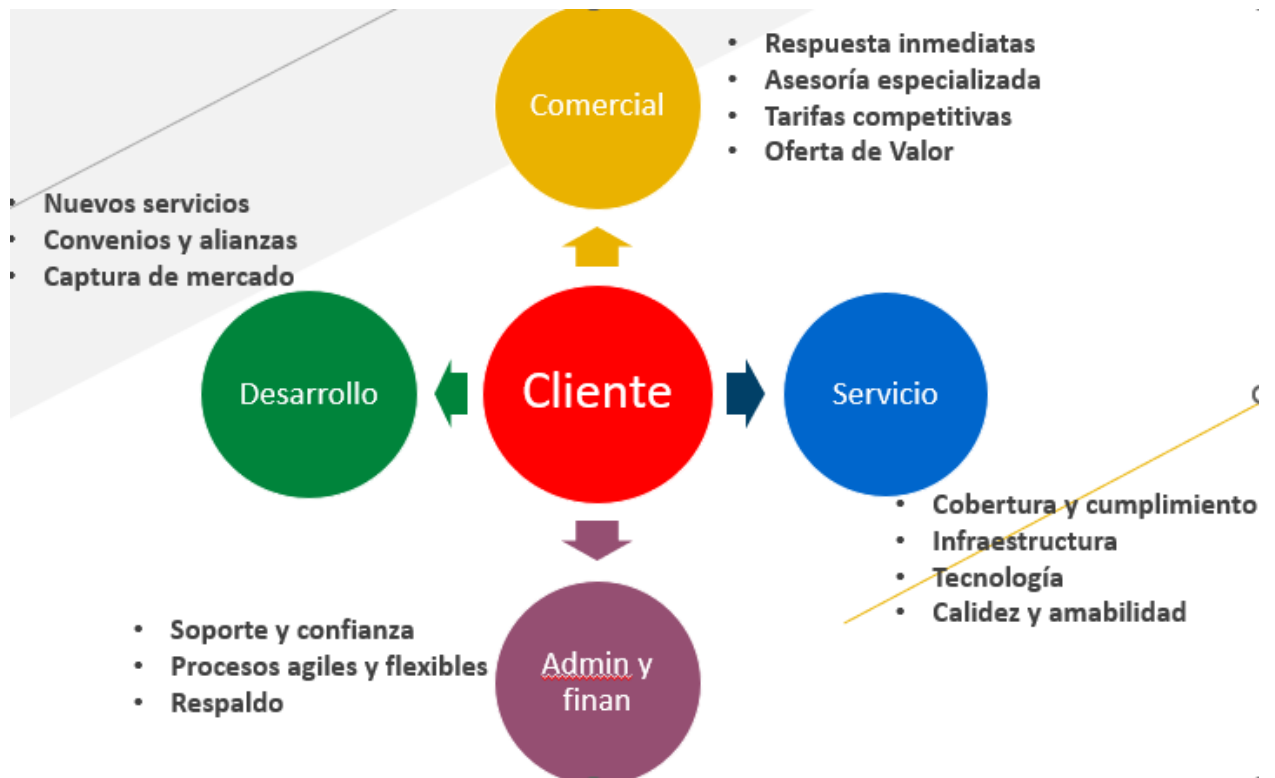 Comercial
• Respuesta inmediatas
• Asesoría especializada
• Tarifas competitivas
• Oferta de Valor
• Nuevos servicios
• Convenios y alianzas
• Captura de mercado
Desarrollo
Cliente
Servicio
• Cobertura y cumplimiento
• Infraestructura
• Tecnología
• Calidez y amabilidad
• Soporte y confianza
• Procesos agiles y flexibles
• Respaldo
Admin y
finan